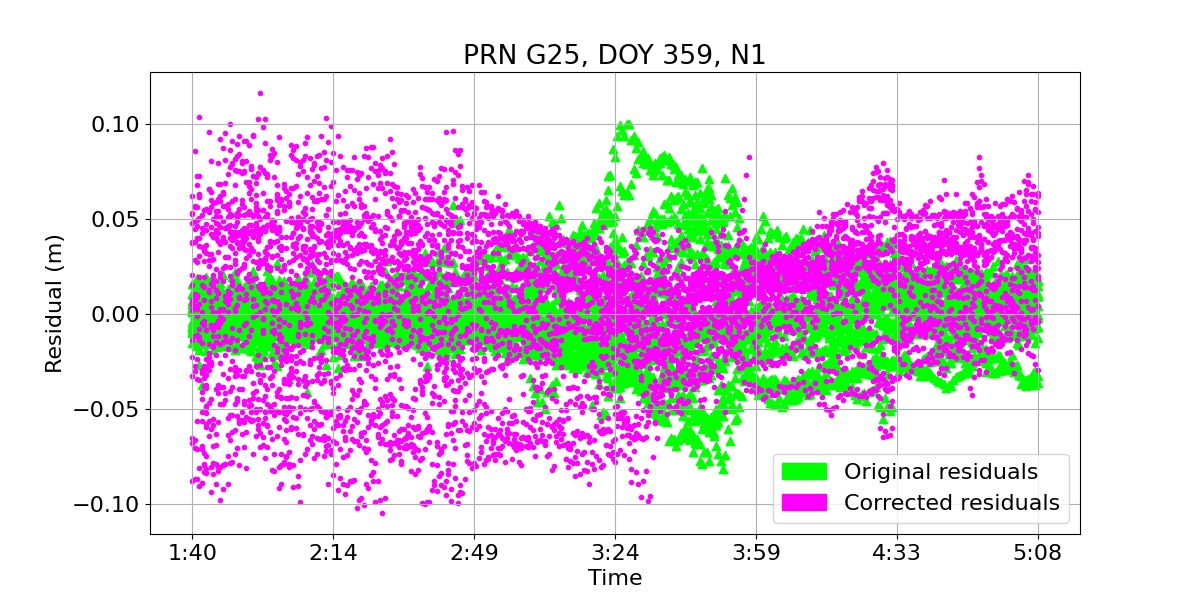 PRN G25, DOY 359, N1
Residual (m)
0.10
0.05
0.00
−0.05
−0.10
Original residuals
Corrected residuals
1:40 2:14 2:49 3:24 3:59 4:33 5:08
Time